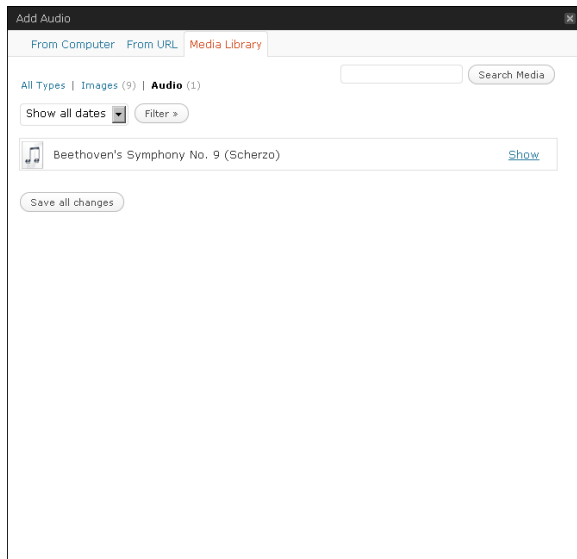 Add Audio
From Computer From URL Media Library
Search Media
All Types | Images (9) | Audio (1)
Show all dates Filter »
Beethoven's Symphony No. 9 (Scherzo) Show
Save all changes